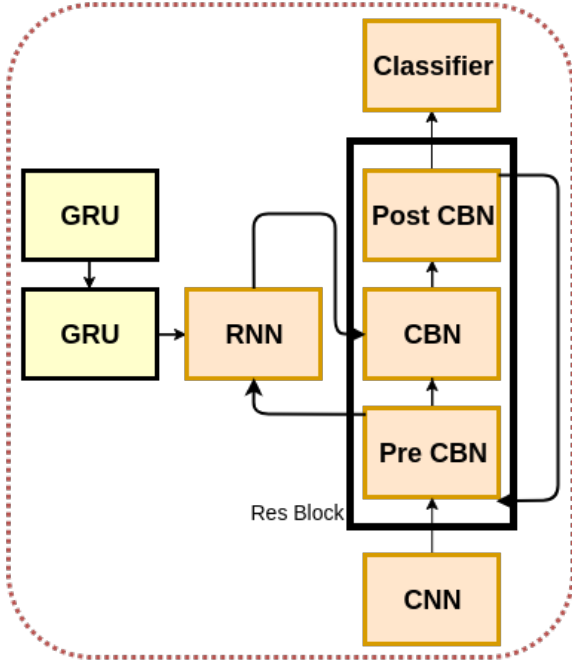 Classifier
GRU
Post CBN
GRU
RNN
CBN
Pre CBN
Res Block
CNN